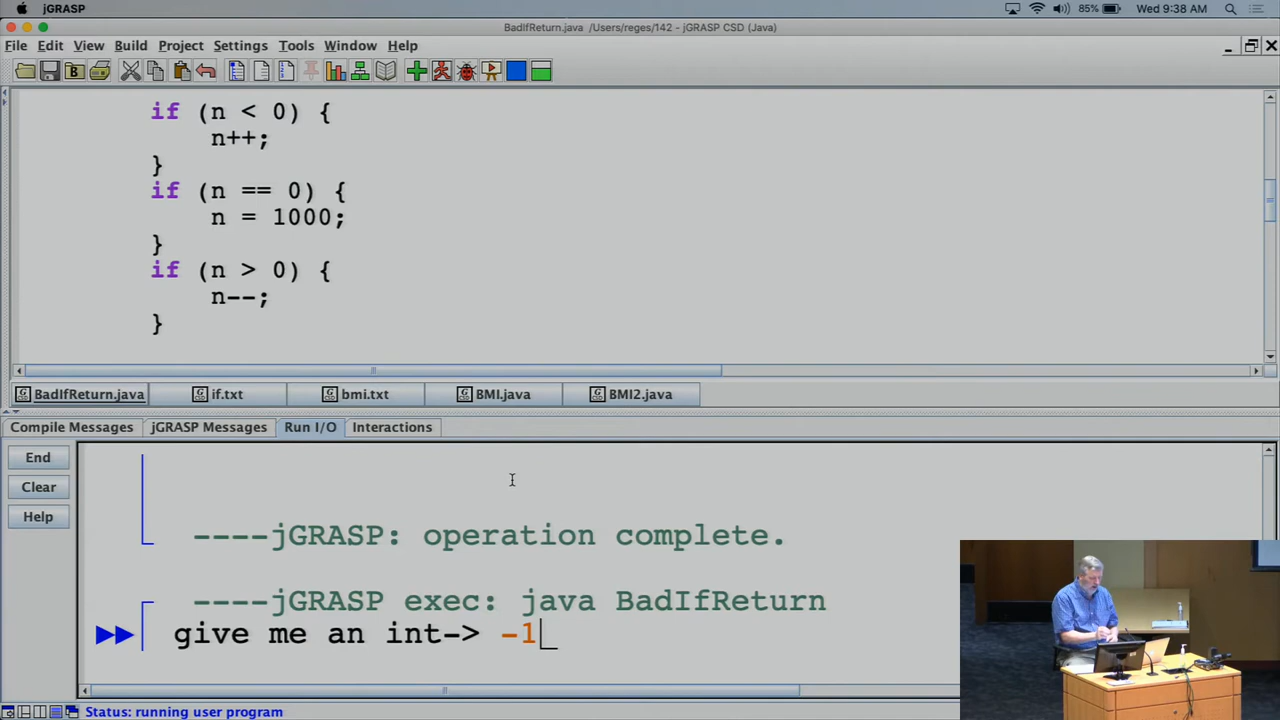 jGRASP
85%
Wed 9:38 AM
BadIfReturn.java /Users/reges/142 - jGRASP CSD (Java)
File Edit View Build Project Settings Tools Window Help
if (n < 0) {
n++;
}
if (n == 0) {
n = 1000;
}
if (n > 0) {
n--;
}
BadIfReturn.java if.txt bmi.txt BMI.java BMI2.java
Compile Messages jGRASP Messages Run I/O Interactions
End
Clear
Help
----jGRASP: operation complete.
----jGRASP exec: java BadIfReturn
give me an int-> -1
Status: running user program